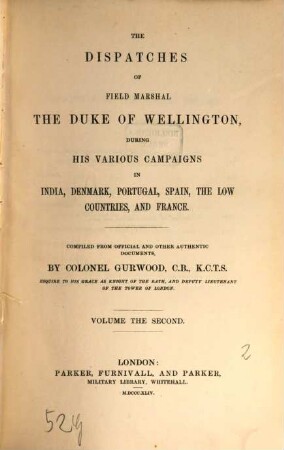 THE
DISPATCHES
OF
FIELD MARSHAL
THE DUKE OF WELLINGTON,
DURING
HIS VARIOUS CAMPAIGNS
IN
INDIA, DENMARK, PORTUGAL, SPAIN, THE LOW
COUNTRIES, AND FRANCE.
COMPILED FROM OFFICIAL AND OTHER AUTHENTIC
DOCUMENTS,
BY COLONEL GURWOOD, C.B., K.C.T.S.
ESQUIRE TO HIS GRACE AS KNIGHT OF THE BATH, AND DEPUTY LIEUTENANT
OF THE TOWER OF LONDON.
VOLUME THE SECOND.
2
LONDON:
PARKER, FURNIVALL, AND PARKER,
MILITARY LIBRARY, WHITEHALL.
M.DCCC.XLIV.